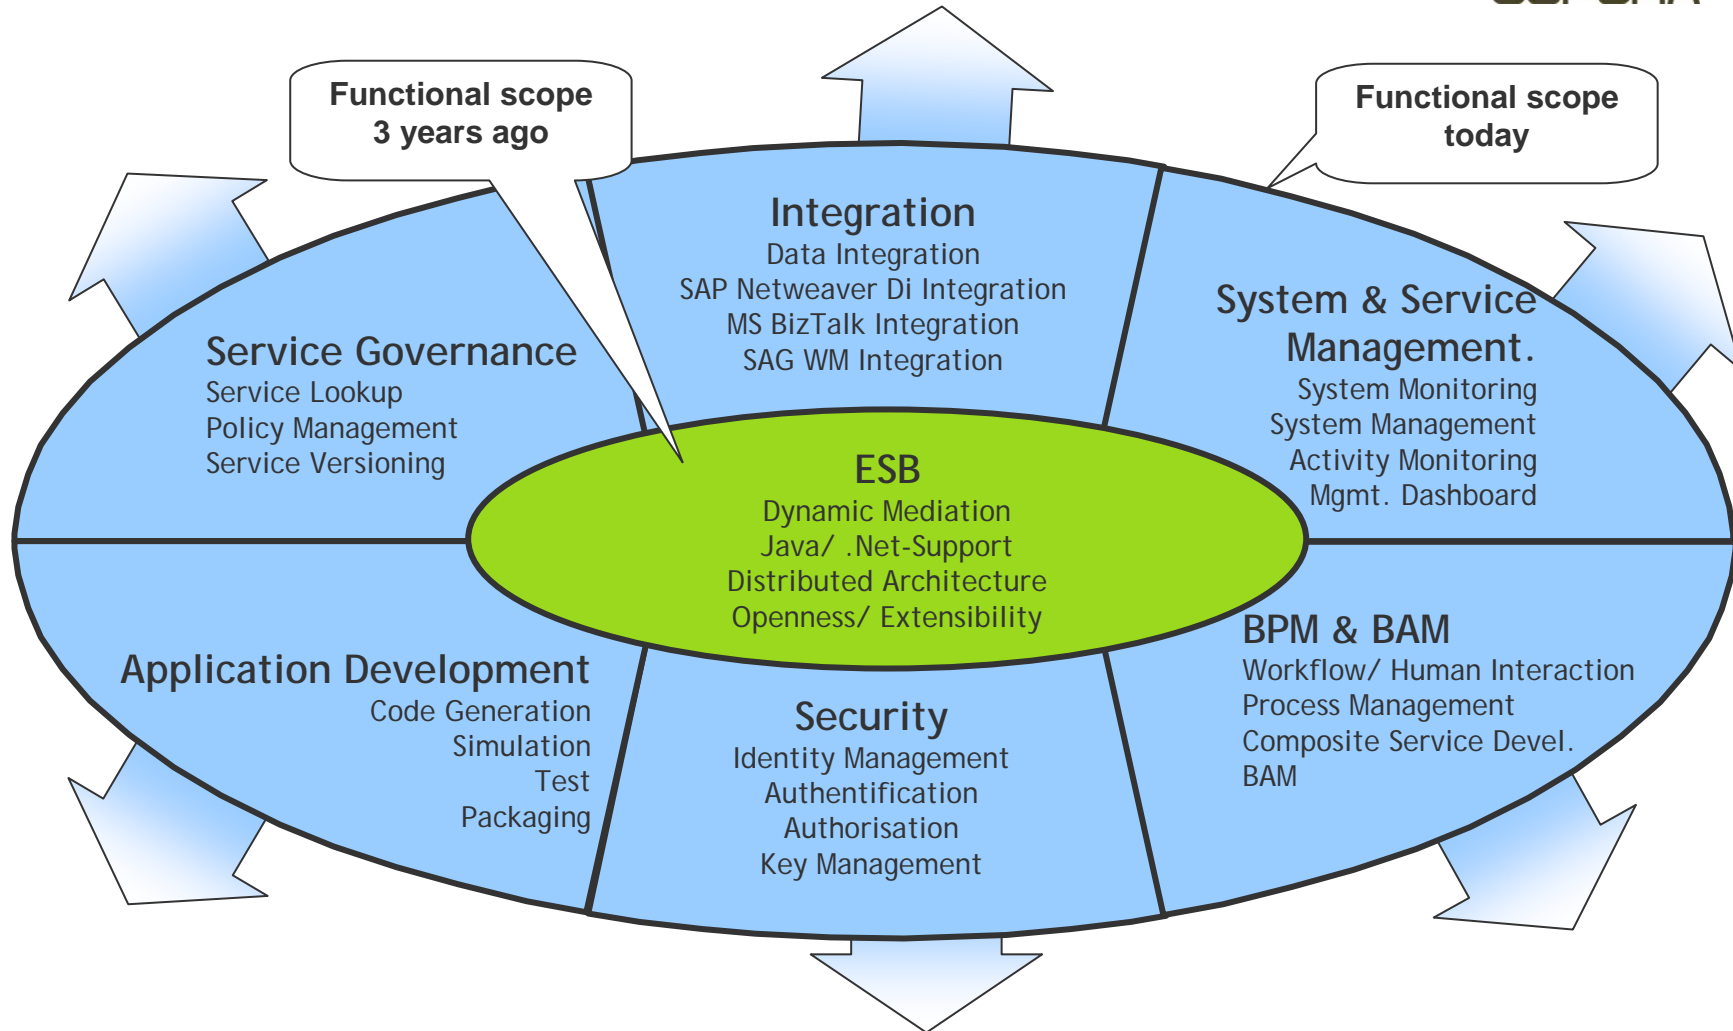 Functional scope
3 years ago
Functional scope
today
Integration
Data Integration
SAP Netweaver Di Integration
MS BizTalk Integration
SAG WM Integration
System & Service
Management.
System Monitoring
System Management
Activity Monitoring
Mgmt. Dashboard
Service Governance
Service Lookup
Policy Management
Service Versioning
ESB
Dynamic Mediation
Java/ .Net-Support
Distributed Architecture
Openness/ Extensibility
Application Development
Code Generation
Simulation
Test
Packaging
Security
Identity Management
Authentification
Authorisation
Key Management
BPM & BAM
Workflow/ Human Interaction
Process Management
Composite Service Devel.
BAM